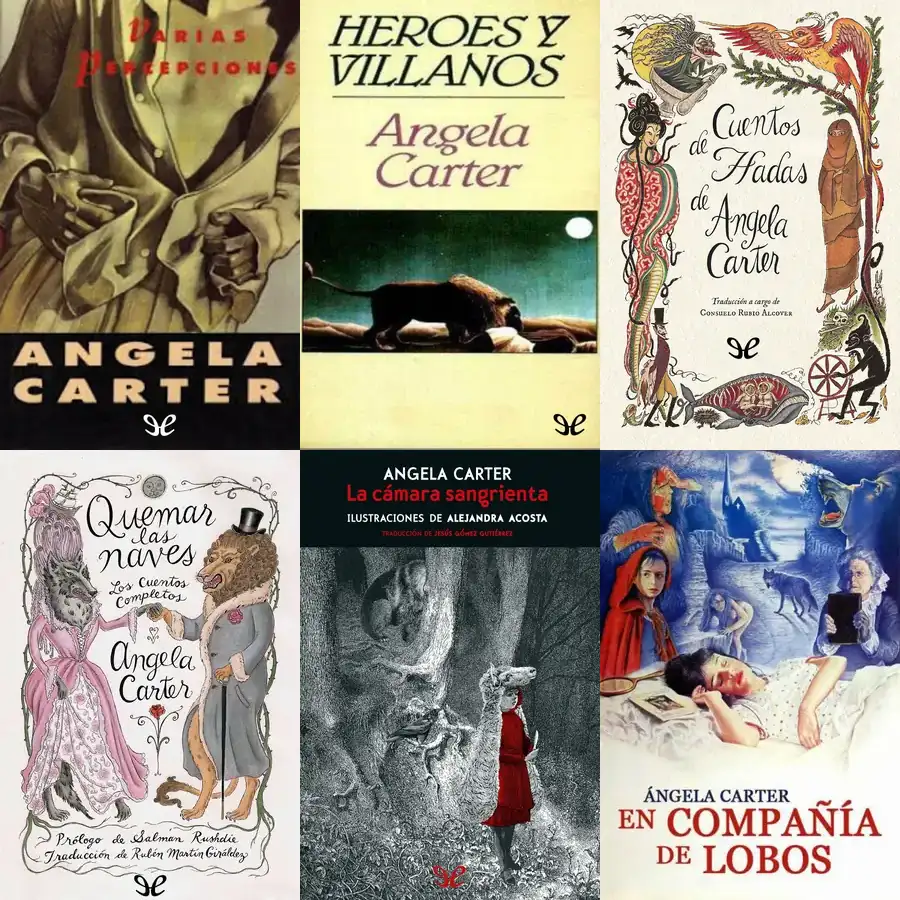 VARIAS
PERCEPCIONES
ANGELA
CARTER
HEROES Y
VILLANOS
Angela
Carter
Cuentos
de
Hadas
de
Angela
Carter
Traducción a cargo de
Consuelo Rubio Alcover
Quemar
las
naves
Los Cuentos
Completos
Angela
Carter
Prólogo de Salman Rushdie
Traducción de Rubén Martín Giráldez
ANGELA CARTER
La cámara sangrienta
ILUSTRACIONES DE ALEJANDRA ACOSTA
TRADUCCIÓN DE JESÚS GÓMEZ GUTIÉRREZ
ÁNGELA CARTER
EN COMPAÑÍA
DE LOBOS